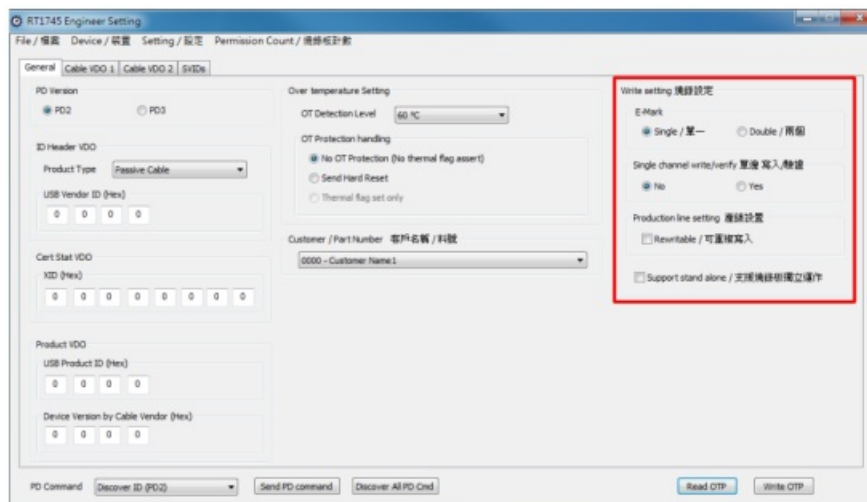 RT1745 Engineer Setting
File / 檔案 Device / 裝置 Setting / 設定 Permission Count / 燒錄板計數
General Cable VDO 1 Cable VDO 2 SVIDs
PD Version
PD2 PD3
ID Header VDO
Product Type Passive Cable
USB Vendor ID (Hex)
0 0 0 0
Cert Stat VDO
XID (Hex)
0 0 0 0 0 0 0 0
Product VDO
USB Product ID (Hex)
0 0 0 0
Device Version by Cable Vendor (Hex)
0 0 0 0
Over temperature Setting
OT Detection Level 60 ℃
OT Protection handling
No OT Protection (No thermal flag assert)
Send Hard Reset
Thermal flag set only
Customer / Part Number 客戶名稱 / 料號
0000 - Customer Name1
Write setting 燒錄設定
E-Mark
Single / 單一 Double / 兩個
Single channel write/verify 單邊 寫入/驗證
No Yes
Production line setting 產線設置
Rewritable / 可重複寫入
Support stand alone / 支援燒錄板獨立運作
PD Command Discover ID (PD2) Send PD command Discover All PD Cmd Read OTP Write OTP